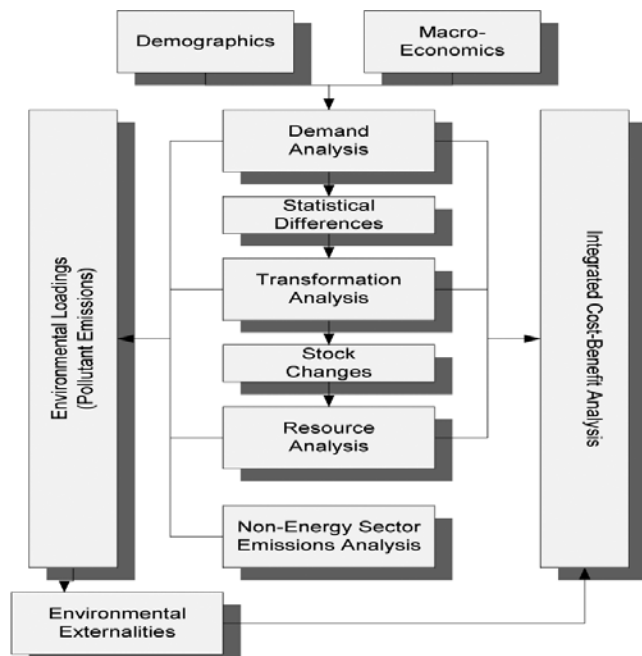 Demographics
Macro-
Economics
Demand
Analysis
Statistical
Differences
Transformation
Analysis
Stock
Changes
Resource
Analysis
Non-Energy Sector
Emissions Analysis
Environmental Loadings
(Pollutant Emissions)
Integrated Cost-Benefit Analysis
Environmental
Externalities